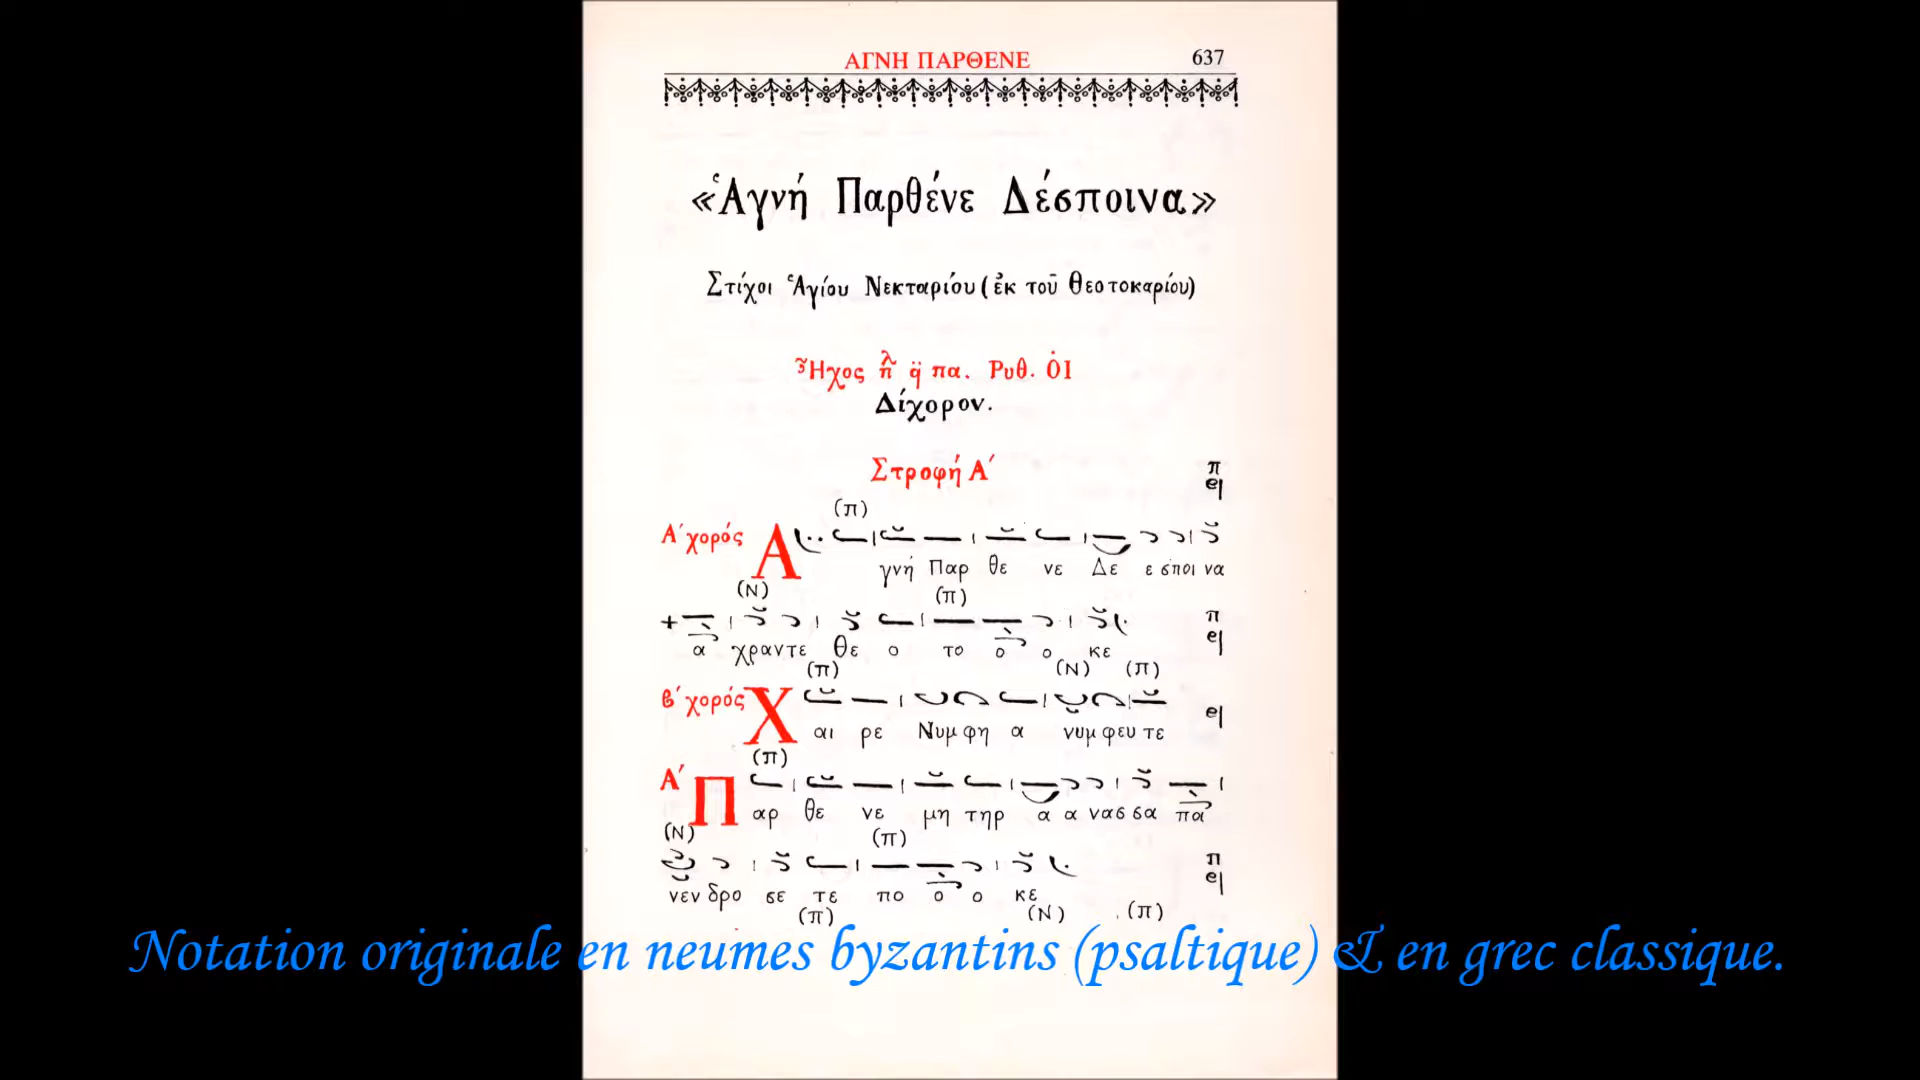 ΑΓΝΗ ΠΑΡΘΕΝΕ 637
«Ἁγνή Παρθένε Δέσποινα»
Στίχοι Ἁγίου Νεκταρίου (ἐκ τοῦ Θεοτοκαρίου)
Ἦχος πα. Ρυθ. ΟΙ
Δίχορον.
Στροφή Α΄
(π)
Α΄ χορός Α γνή Παρ θε νε Δε ε σποι να
(Ν) (π)
α χραντε Θε ο το ο ο κε
(π) (Ν) (π)
β΄ χορός Χ αι ρε Νυμ φη α νυμ φευ τε
(π)
Α΄ Π αρ θε νε μη τηρ α α νας σα πα
(Ν) (π)
νεν δρο σε τε πο ο ο κε
(π) (Ν) (π)
Notation originale en neumes byzantins (psaltique) & en grec classique.